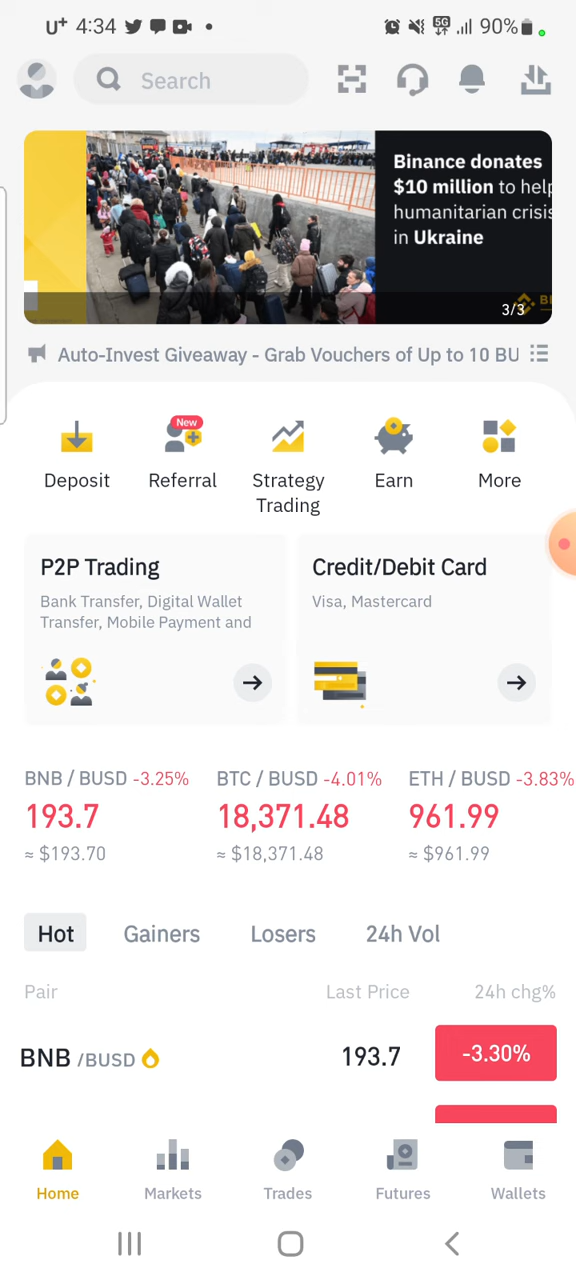 U+ 4:34
5G 90%
Search
Binance donates
$10 million to help
humanitarian crisis
in Ukraine
3/3
Auto-Invest Giveaway - Grab Vouchers of Up to 10 BU
New
Deposit Referral Strategy Trading Earn More
P2P Trading
Bank Transfer, Digital Wallet
Transfer, Mobile Payment and
Credit/Debit Card
Visa, Mastercard
BNB / BUSD -3.25% BTC / BUSD -4.01% ETH / BUSD -3.83%
193.7 18,371.48 961.99
≈ $193.70 ≈ $18,371.48 ≈ $961.99
Hot Gainers Losers 24h Vol
Pair Last Price 24h chg%
BNB /BUSD 193.7 -3.30%
Home Markets Trades Futures Wallets